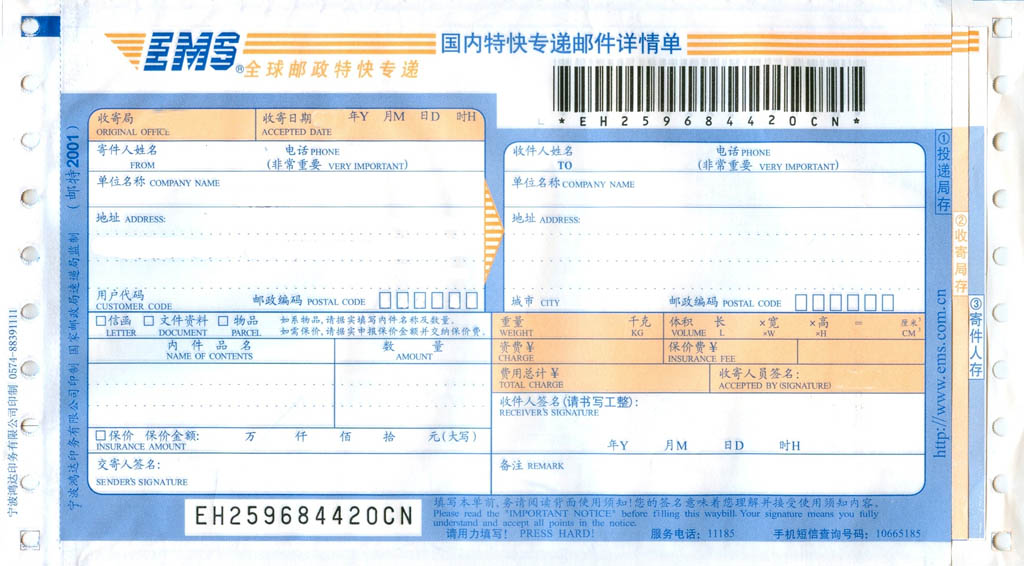 EMS®
全球邮政特快专递
国内特快专递邮件详情单
*EH259684420CN*
收寄局
ORIGINAL OFFICE
收寄日期 年Y 月M 日D 时H
ACCEPTED DATE
寄件人姓名 电话 PHONE
FROM (非常重要 VERY IMPORTANT)
单位名称 COMPANY NAME
地址 ADDRESS:
用户代码 邮政编码 POSTAL CODE
CUSTOMER CODE
收件人姓名 电话 PHONE
TO (非常重要 VERY IMPORTANT)
单位名称 COMPANY NAME
地址 ADDRESS:
城市 CITY 邮政编码 POSTAL CODE
信函 文件资料 物品 如系物品,请据实填写内件名称及数量。
LETTER DOCUMENT PARCEL 如需保价,请据实申报保价金额并交纳保价费。
内件品名 数量
NAME OF CONTENTS AMOUNT
保价 保价金额: 万 仟 佰 拾 元(大写)
INSURANCE AMOUNT
交寄人签名:
SENDER'S SIGNATURE
重量 千克 体积 长 ×宽 ×高 = 厘米³
WEIGHT KG VOLUME L ×W ×H CM³
资费¥ 保价费¥
CHARGE INSURANCE FEE
费用总计¥ 收寄人员签名:
TOTAL CHARGE ACCEPTED BY (SIGNATURE)
收件人签名(请书写工整):
RECEIVER'S SIGNATURE
年Y 月M 日D 时H
备注 REMARK
EH259684420CN
填写本单前,务请阅读背面使用须知!您的签名意味着您理解并接受使用须知内容。
Please read the "IMPORTANT NOTICE" before filling this waybill. Your signature means you fully
understand and accept all points in the notice.
请用力填写! PRESS HARD! 服务电话: 11185 手机短信查询号码: 10665185
①投递局存
②收寄局存
③寄件人存
http://www.ems.com.cn
(邮特2001)
宁波鸿达印务有限公司印制 国家邮政局速递局监制
宁波鸿达印务有限公司印制 0574-88391111